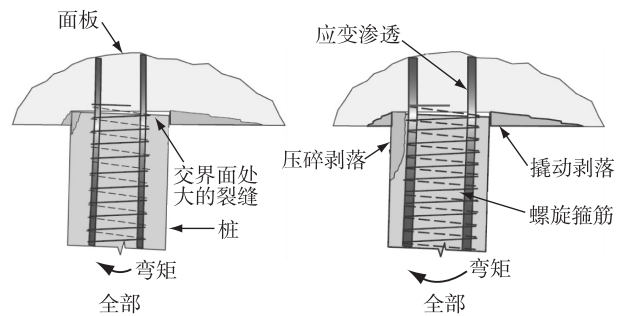 面板
交界面处
大的裂缝
桩
弯矩
全部
应变渗透
压碎剥落
撬动剥落
螺旋箍筋
弯矩
全部